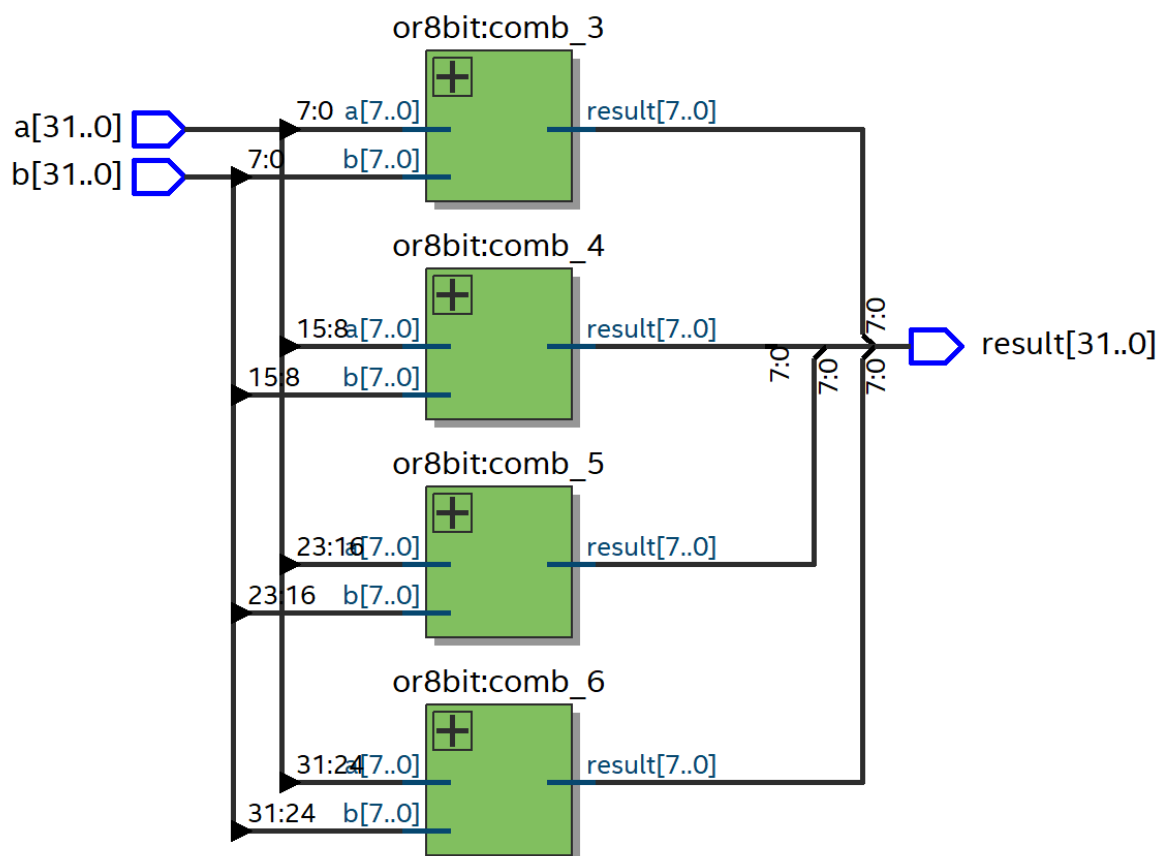 or8bit:comb_3
a[31..0]
7:0
a[7..0]
result[7..0]
b[31..0]
7:0
b[7..0]
or8bit:comb_4
15:8
a[7..0]
result[7..0]
7:0
result[31..0]
7:0
7:0
7:0
15:8
b[7..0]
or8bit:comb_5
23:16
a[7..0]
result[7..0]
23:16
b[7..0]
or8bit:comb_6
31:24
a[7..0]
result[7..0]
31:24
b[7..0]